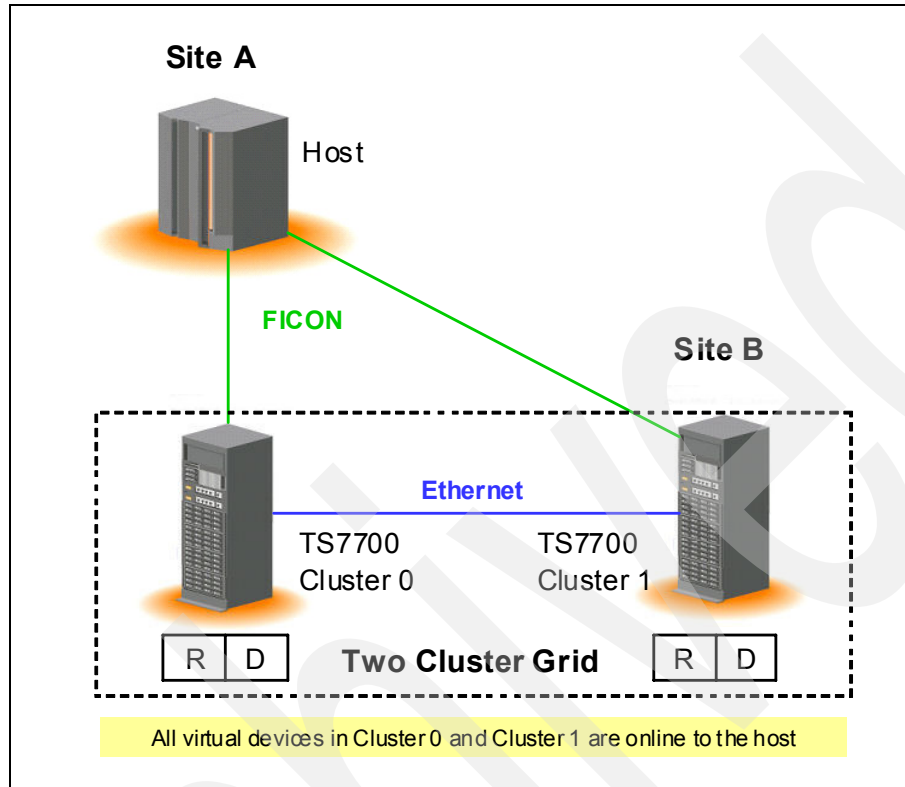 Site A
Host
FICON
Site B
Ethernet
TS7700
Cluster 0
TS7700
Cluster 1
R D
Two Cluster Grid
R D
All virtual devices in Cluster 0 and Cluster 1 are online to the host